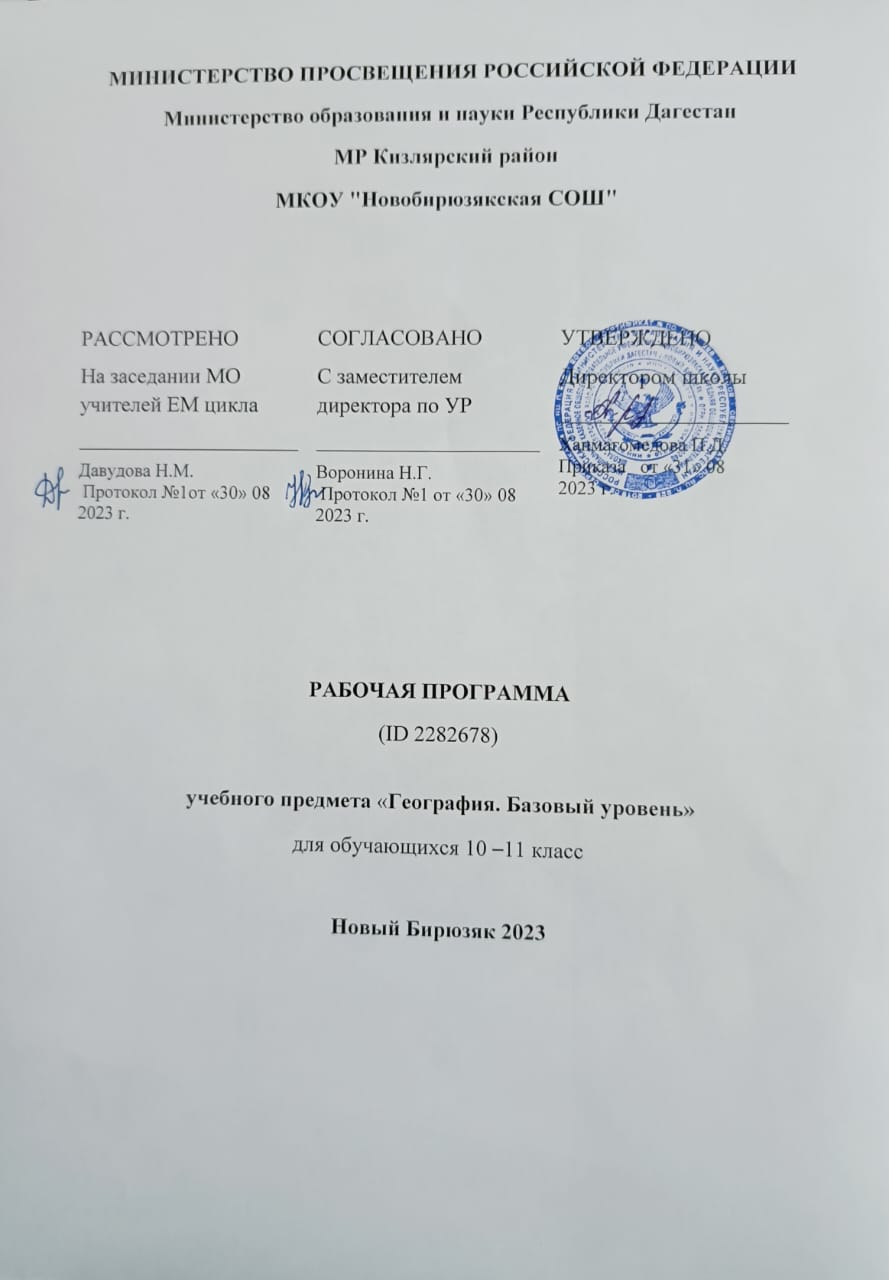 МИНИСТЕРСТВО ПРОСВЕЩЕНИЯ РОССИЙСКОЙ ФЕДЕРАЦИИ
Министерство образования и науки Республики Дагестан
МР Кизлярский район
МКОУ "Новобирюзякская СОШ"
РАССМОТРЕНО
На заседании МО
учителей ЕМ цикла
Давудова Н.М.
Протокол №1от «30» 08
2023 г.
СОГЛАСОВАНО
С заместителем
директора по УР
Воронина Н.Г.
Протокол №1 от «30» 08
2023 г.
УТВЕРЖДЕНО
Директором школы
Ханмагомедова
Приказа от «31» 08
2023 г.
РАБОЧАЯ ПРОГРАММА
(ID 2282678)
учебного предмета «География. Базовый уровень»
для обучающихся 10 –11 класс
Новый Бирюзяк 2023